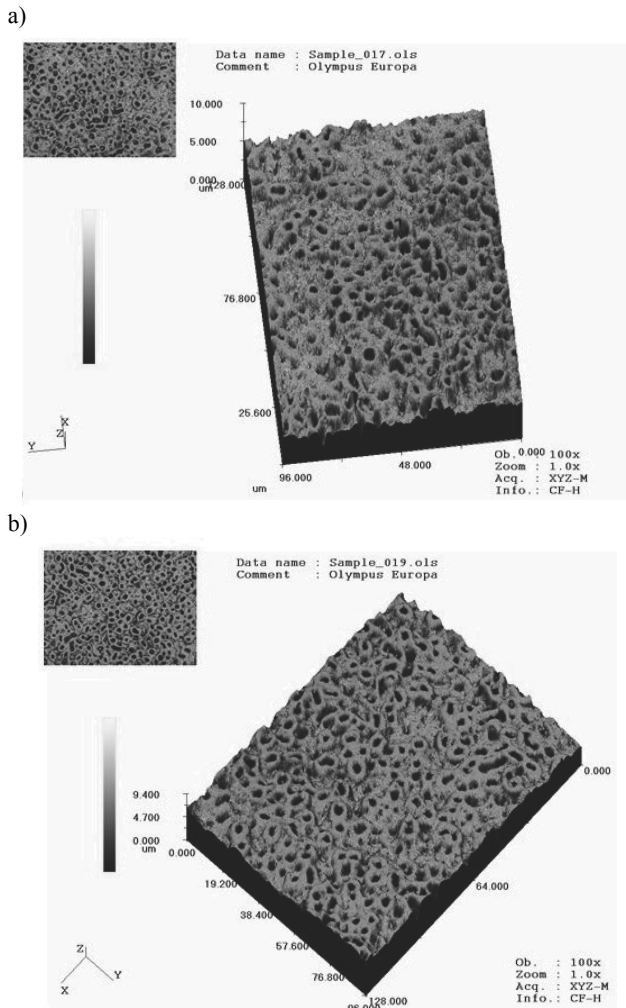 a)
Data name : Sample_017.ols
Comment : Olympus Europa
10.000
5.000
0.000
um
128.000
76.800
25.600
X
Z
Y
um
96.000
48.000
0.000
Ob. : 100x
Zoom : 1.0x
Acq. : XYZ-M
Info.: CF-H
b)
Data name : Sample_019.ols
Comment : Olympus Europa
9.400
4.700
0.000
um
0.000
19.200
38.400
57.600
76.800
96.000
128.000
64.000
0.000
Z
X
Y
Ob. : 100x
Zoom : 1.0x
Acq. : XYZ-M
Info.: CF-H